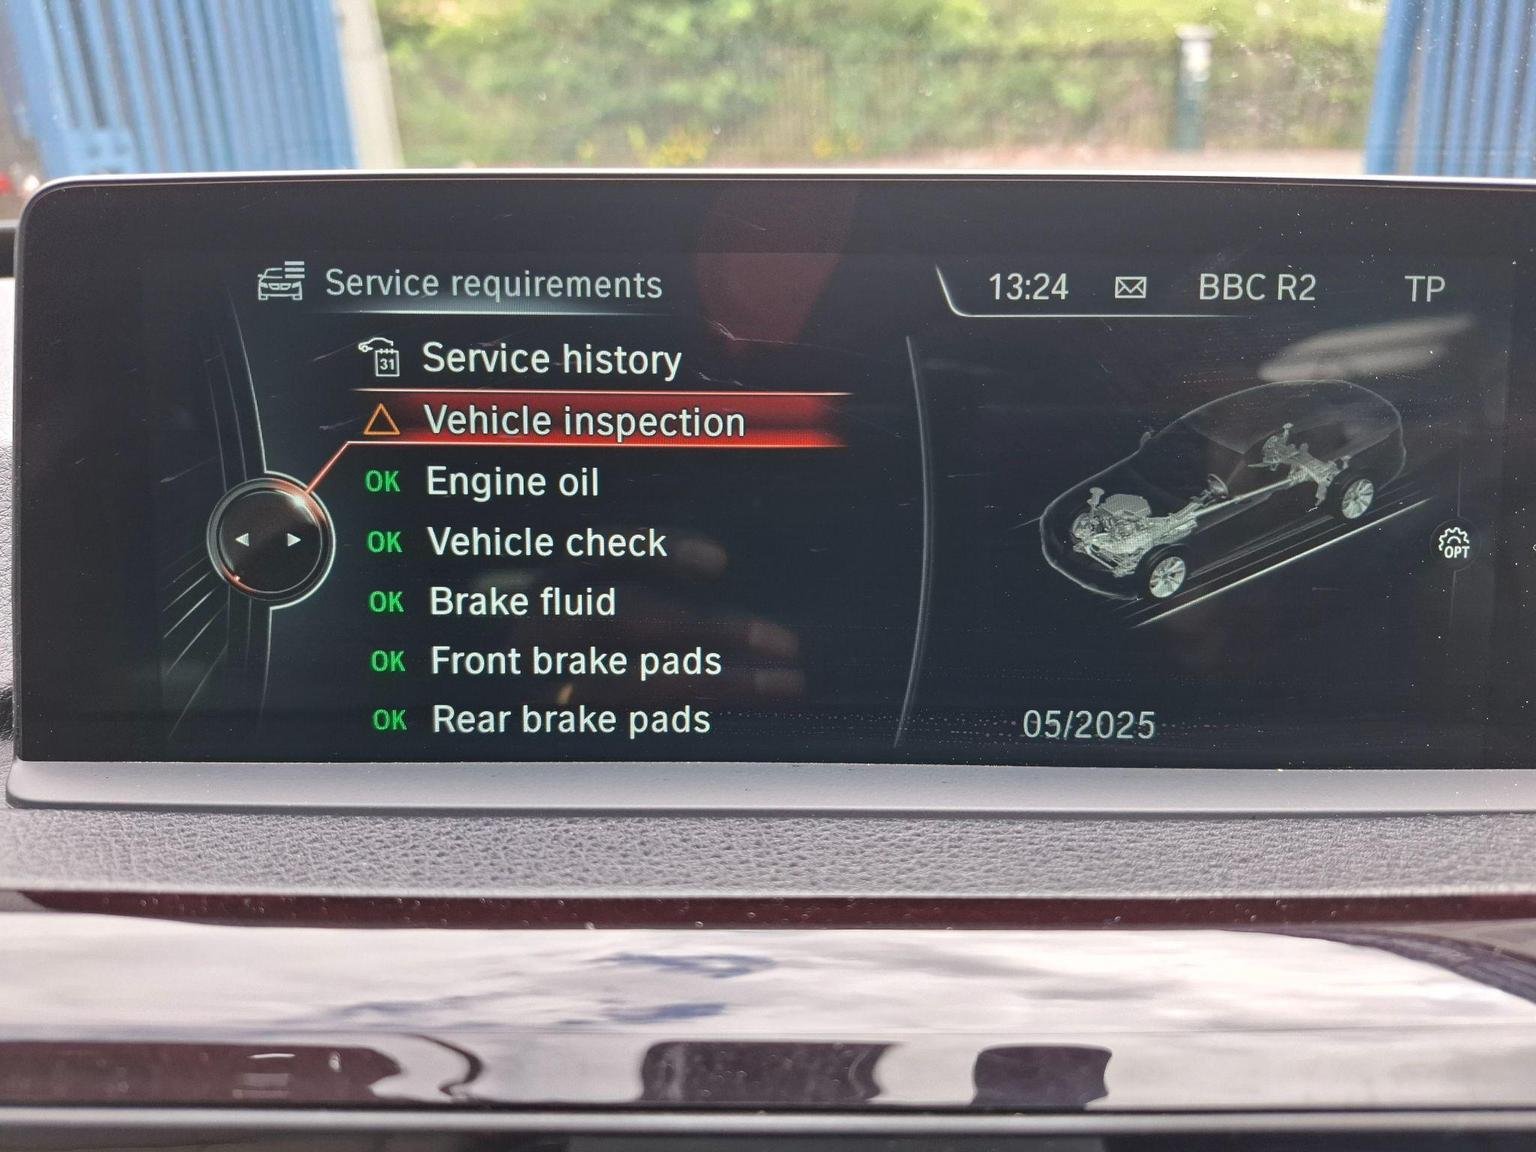 Service requirements
13:24 BBC R2 TP
31 Service history
Vehicle inspection
OK Engine oil
OK Vehicle check
OK Brake fluid
OK Front brake pads
OK Rear brake pads
OPT
05/2025